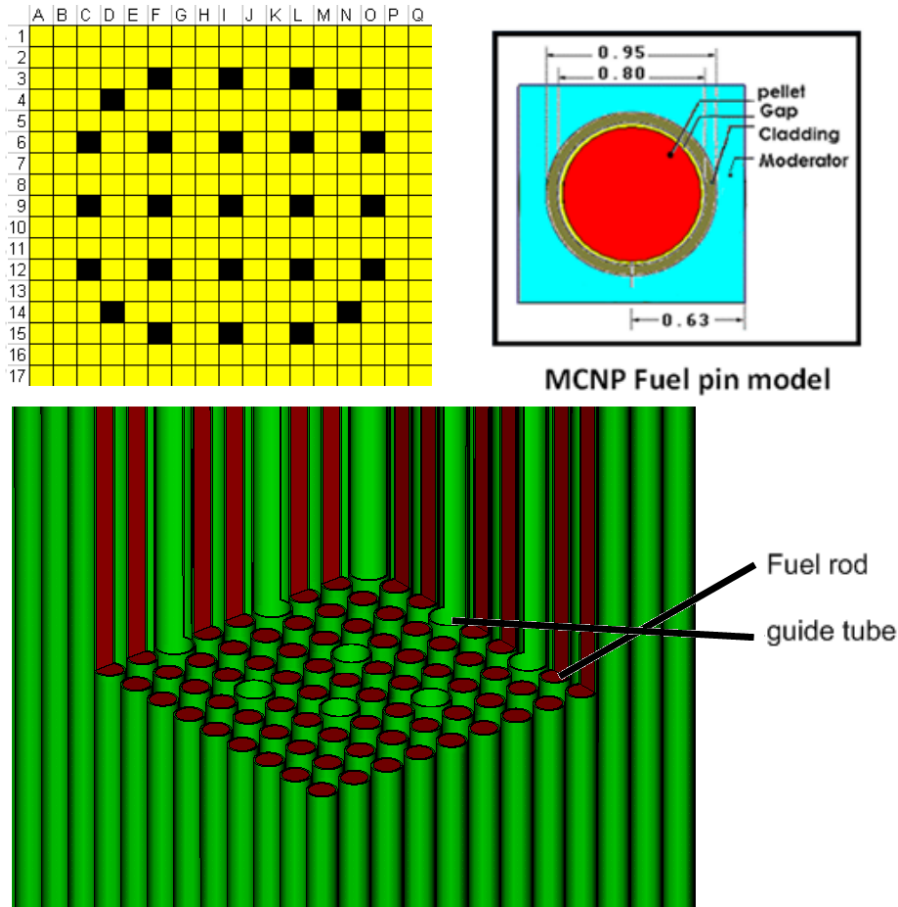 A B C D E F G H I J K L M N O P Q
1
2
3
4
5
6
7
8
9
10
11
12
13
14
15
16
17
0.95
0.80
pellet
Gap
Cladding
Moderator
0.63
MCNP Fuel pin model
Fuel rod
guide tube